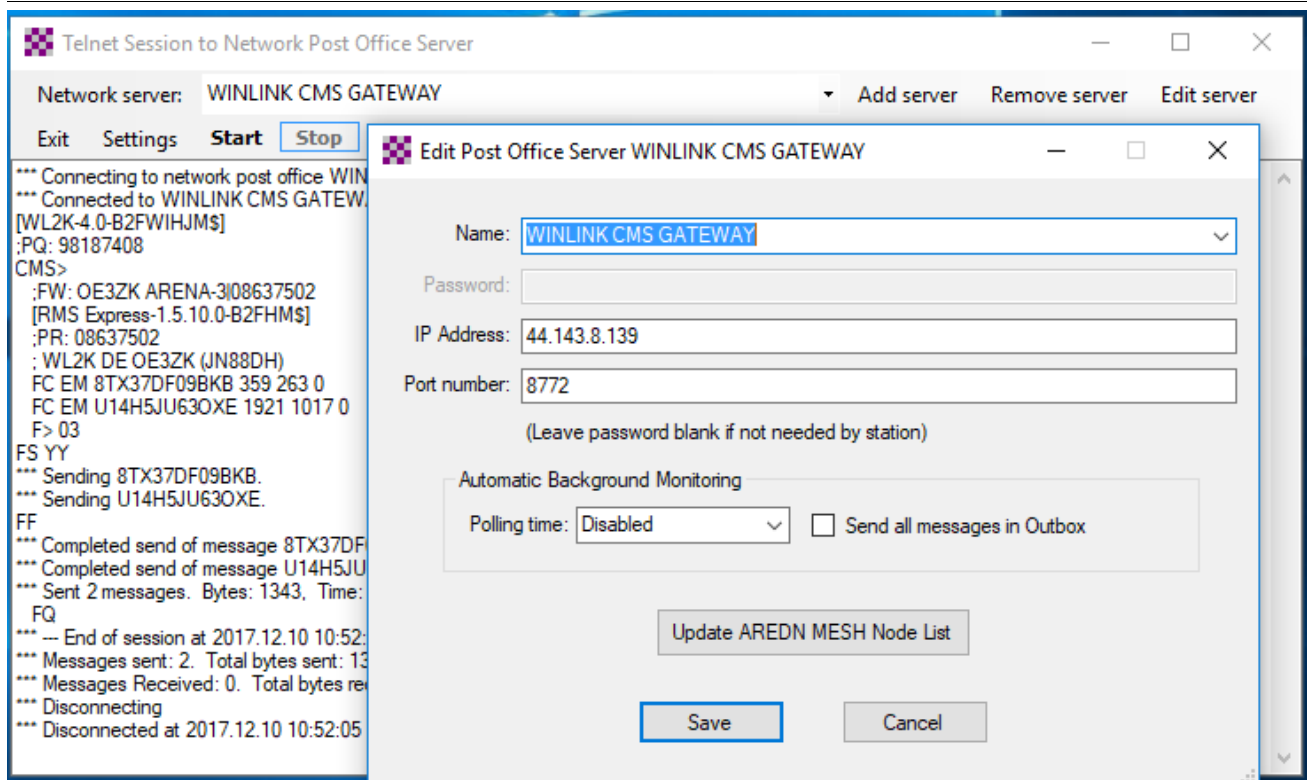 Telnet Session to Network Post Office Server
Network server: WINLINK CMS GATEWAY Add server Remove server Edit server
Exit Settings Start Stop
*** Connecting to network post office WIN
*** Connected to WINLINK CMS GATEW
[WL2K-4.0-B2FWIHJM$]
;PQ: 98187408
CMS>
;FW: OE3ZK ARENA-3|08637502
[RMS Express-1.5.10.0-B2FHM$]
;PR: 08637502
; WL2K DE OE3ZK (JN88DH)
FC EM 8TX37DF09BKB 359 263 0
FC EM U14H5JU63OXE 1921 1017 0
F> 03
FS YY
*** Sending 8TX37DF09BKB.
*** Sending U14H5JU63OXE.
FF
*** Completed send of message 8TX37DF
*** Completed send of message U14H5JU
*** Sent 2 messages. Bytes: 1343, Time:
FQ
*** --- End of session at 2017.12.10 10:52:
*** Messages sent: 2. Total bytes sent: 13
*** Messages Received: 0. Total bytes re
*** Disconnecting
*** Disconnected at 2017.12.10 10:52:05
Edit Post Office Server WINLINK CMS GATEWAY
Name: WINLINK CMS GATEWAY
Password:
IP Address: 44.143.8.139
Port number: 8772
(Leave password blank if not needed by station)
Automatic Background Monitoring
Polling time: Disabled Send all messages in Outbox
Update AREDN MESH Node List
Save Cancel